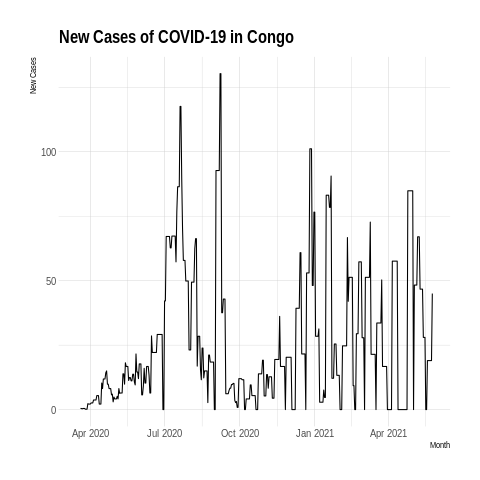 New Cases of COVID-19 in Congo
New Cases
100
50
0
Apr 2020 Jul 2020 Oct 2020 Jan 2021 Apr 2021
Month